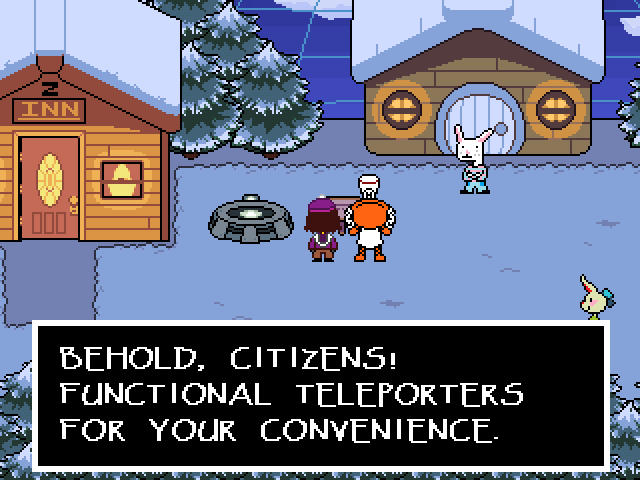 Z
INN
BEHOLD, CITIZENS!
FUNCTIONAL TELEPORTERS
FOR YOUR CONVENIENCE.